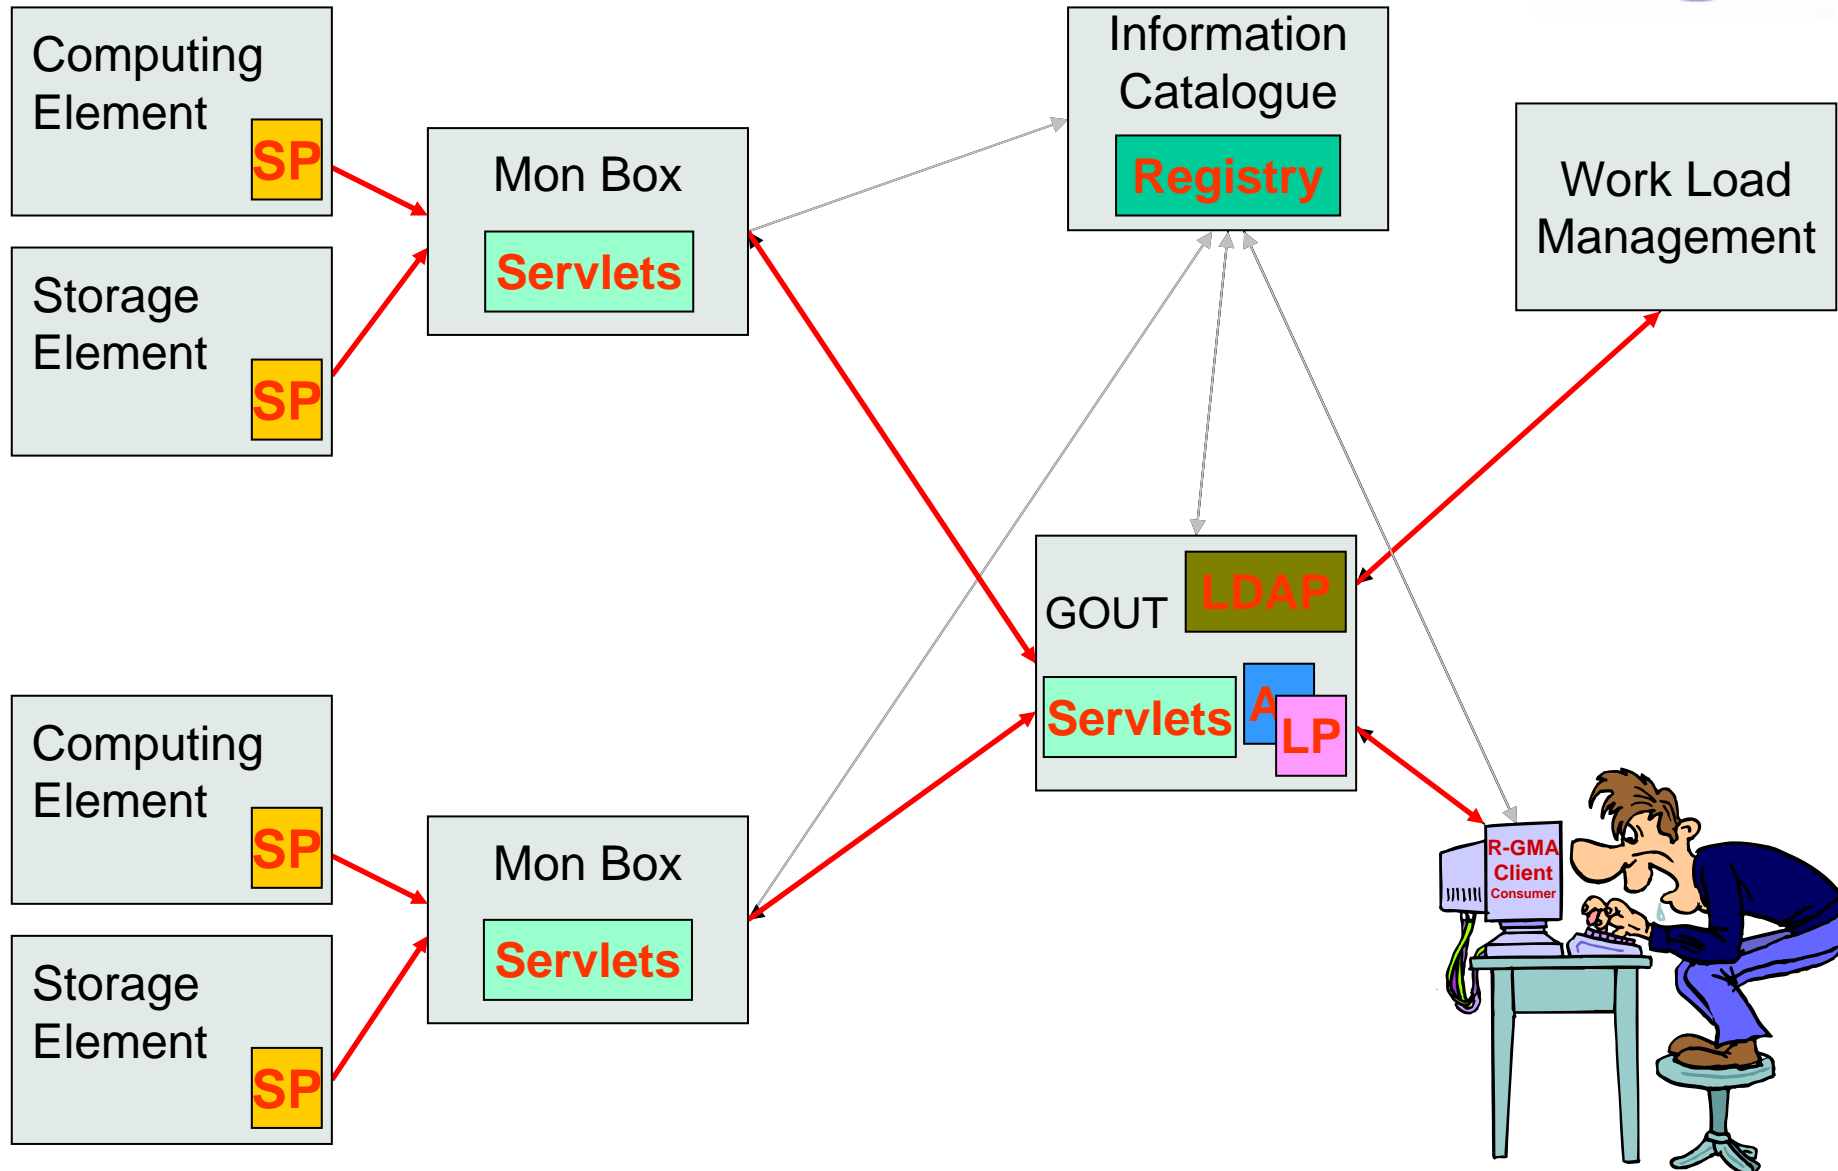 Computing
Element
SP
Storage
Element
SP
Mon Box
Servlets
Information
Catalogue
Registry
Work Load
Management
GOUT
LDAP
Servlets
A
LP
Computing
Element
SP
Storage
Element
SP
Mon Box
Servlets
R-GMA
Client
Consumer